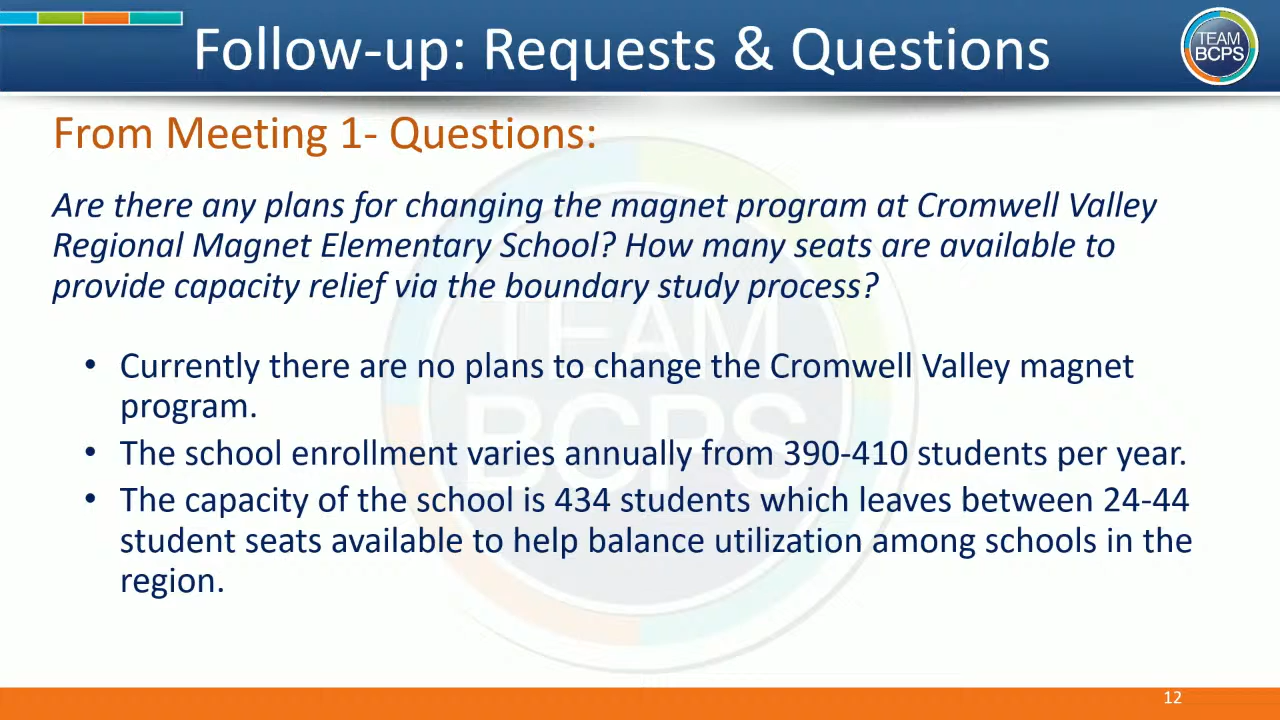 Follow-up: Requests & Questions
TEAM
BCPS
From Meeting 1- Questions:
Are there any plans for changing the magnet program at Cromwell Valley
Regional Magnet Elementary School? How many seats are available to
provide capacity relief via the boundary study process?
• Currently there are no plans to change the Cromwell Valley magnet
program.
• The school enrollment varies annually from 390-410 students per year.
• The capacity of the school is 434 students which leaves between 24-44
student seats available to help balance utilization among schools in the
region.
TEAM
BCPS
12